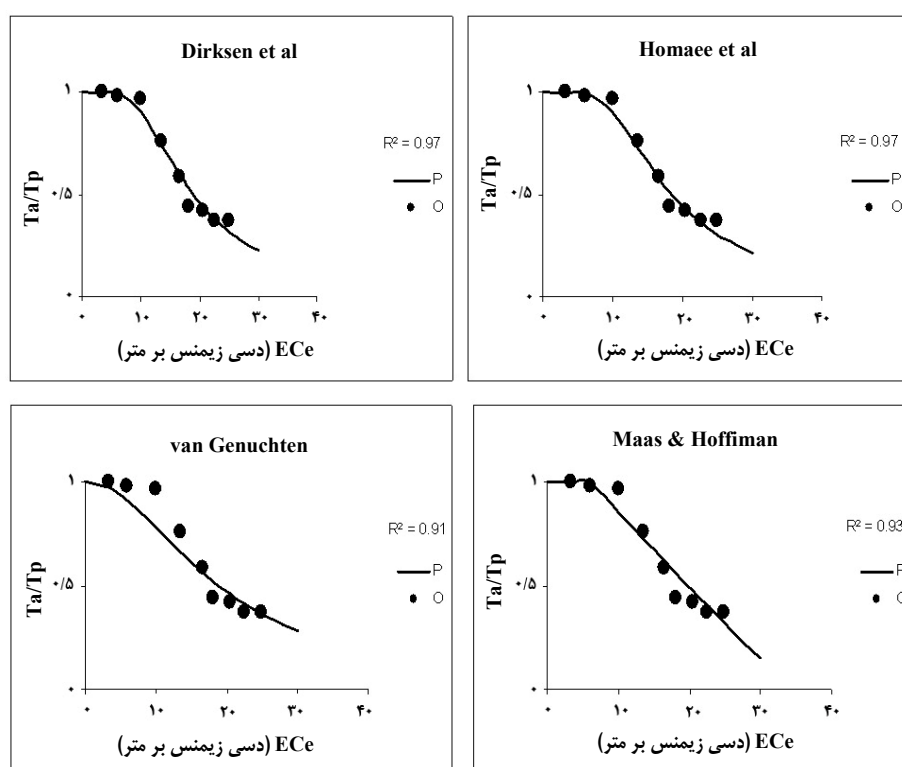 Dirksen et al
۱
۰/۵
۰
Ta/Tp
R² = 0.97
P
O
۰ ۱۰ ۲۰ ۳۰ ۴۰
ECe (دسی زیمنس بر متر)
Homaee et al
۱
۰/۵
۰
Ta/Tp
R² = 0.97
P
O
۰ ۱۰ ۲۰ ۳۰ ۴۰
ECe (دسی زیمنس بر متر)
van Genuchten
۱
۰/۵
۰
Ta/Tp
R² = 0.91
P
O
۰ ۱۰ ۲۰ ۳۰ ۴۰
ECe (دسی زیمنس بر متر)
Maas & Hoffiman
۱
۰/۵
۰
Ta/Tp
R² = 0.93
P
O
۰ ۱۰ ۲۰ ۳۰ ۴۰
ECe (دسی زیمنس بر متر)